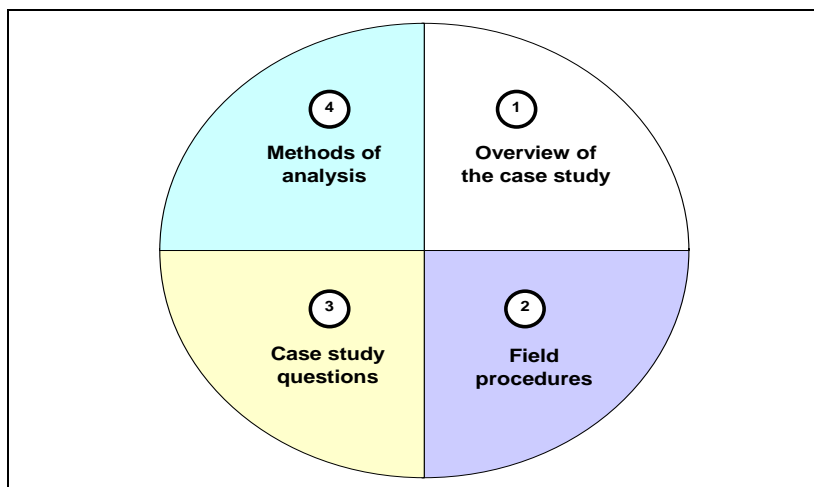 1
Overview of
the case study
2
Field
procedures
3
Case study
questions
4
Methods of
analysis